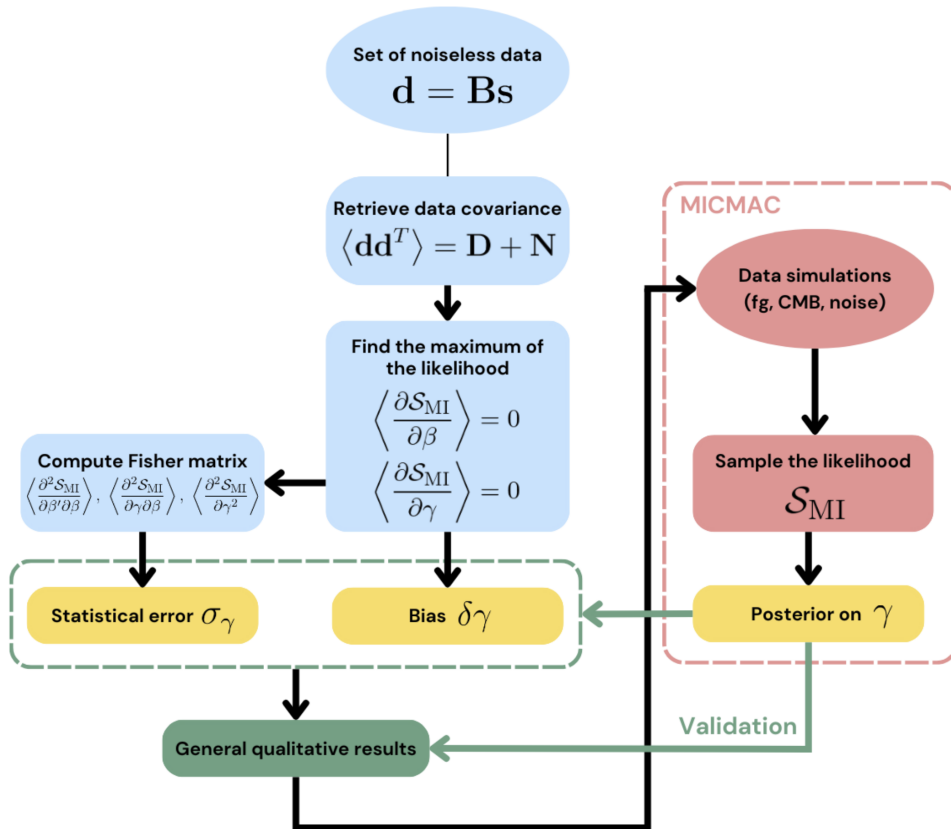 Set of noiseless data
d = Bs
Retrieve data covariance
⟨dd^T⟩ = D + N
Find the maximum of
the likelihood
⟨∂𝒮_MI/∂β⟩ = 0
⟨∂𝒮_MI/∂γ⟩ = 0
Compute Fisher matrix
⟨∂²𝒮_MI/∂β′∂β⟩, ⟨∂²𝒮_MI/∂γ∂β⟩, ⟨∂²𝒮_MI/∂γ²⟩
Statistical error σ_γ
Bias δγ
General qualitative results
MICMAC
Data simulations
(fg, CMB, noise)
Sample the likelihood
𝒮_MI
Posterior on γ
Validation